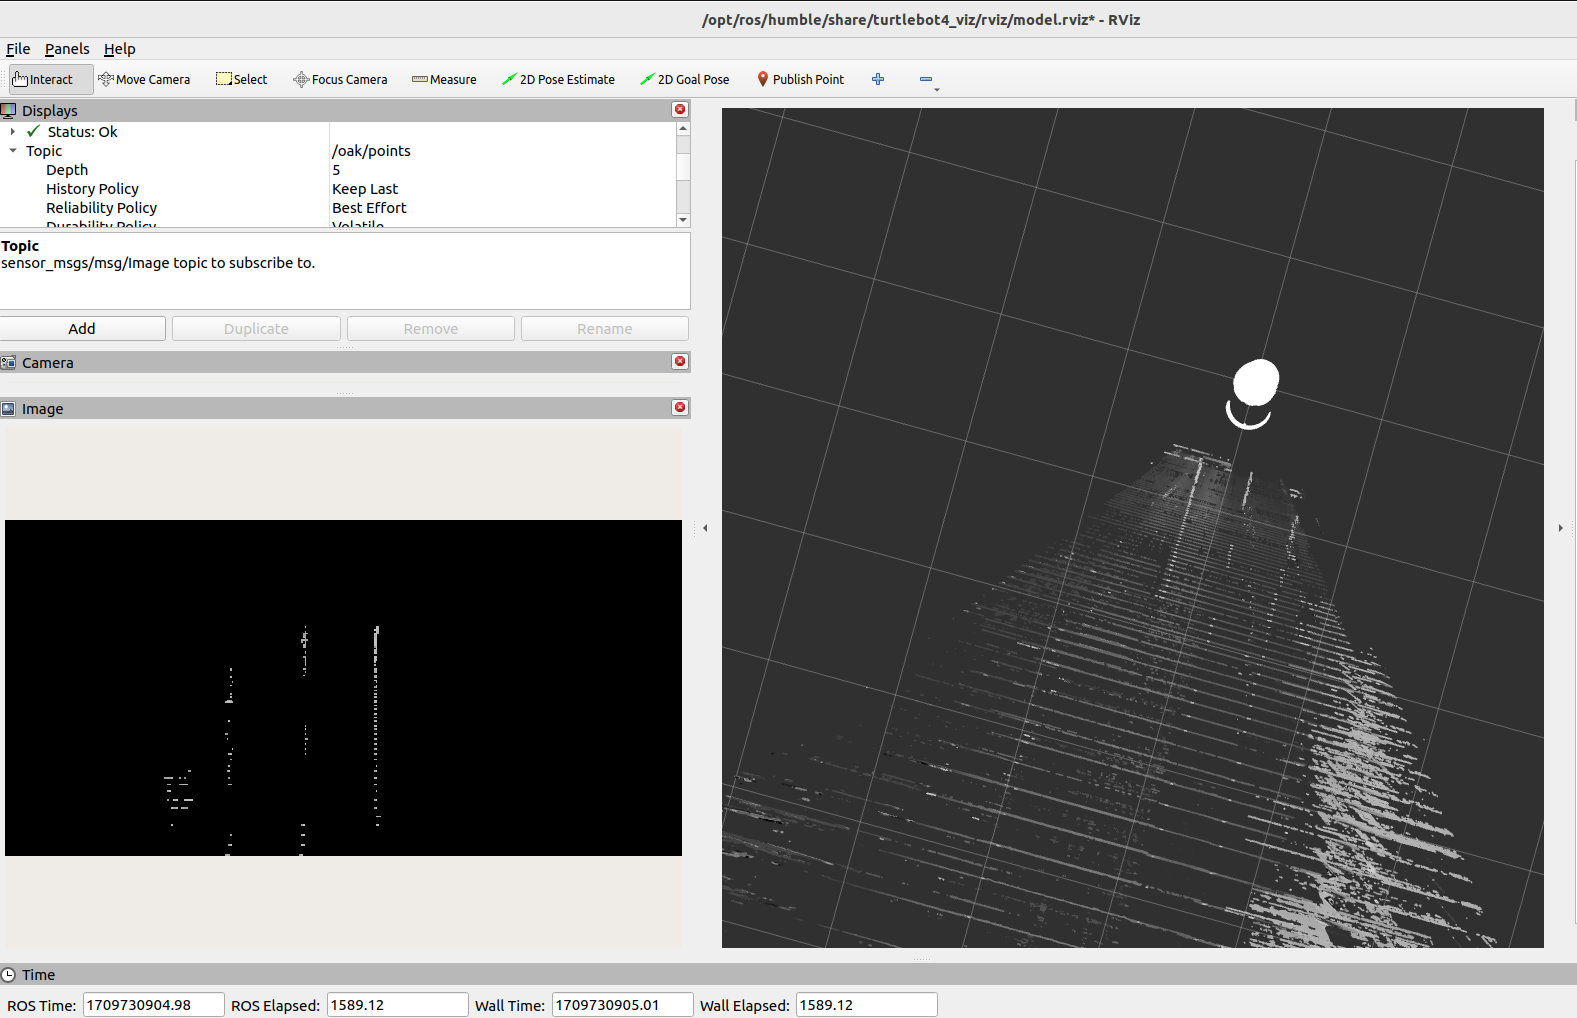 /opt/ros/humble/share/turtlebot4_viz/rviz/model.rviz* - RViz
File Panels Help
Interact Move Camera Select Focus Camera Measure 2D Pose Estimate 2D Goal Pose Publish Point
Displays
Status: Ok
Topic /oak/points
Depth 5
History Policy Keep Last
Reliability Policy Best Effort
Durability Policy Volatile
Topic
sensor_msgs/msg/Image topic to subscribe to.
Add Duplicate Remove Rename
Camera
Image
Time
ROS Time: 1709730904.98 ROS Elapsed: 1589.12 Wall Time: 1709730905.01 Wall Elapsed: 1589.12